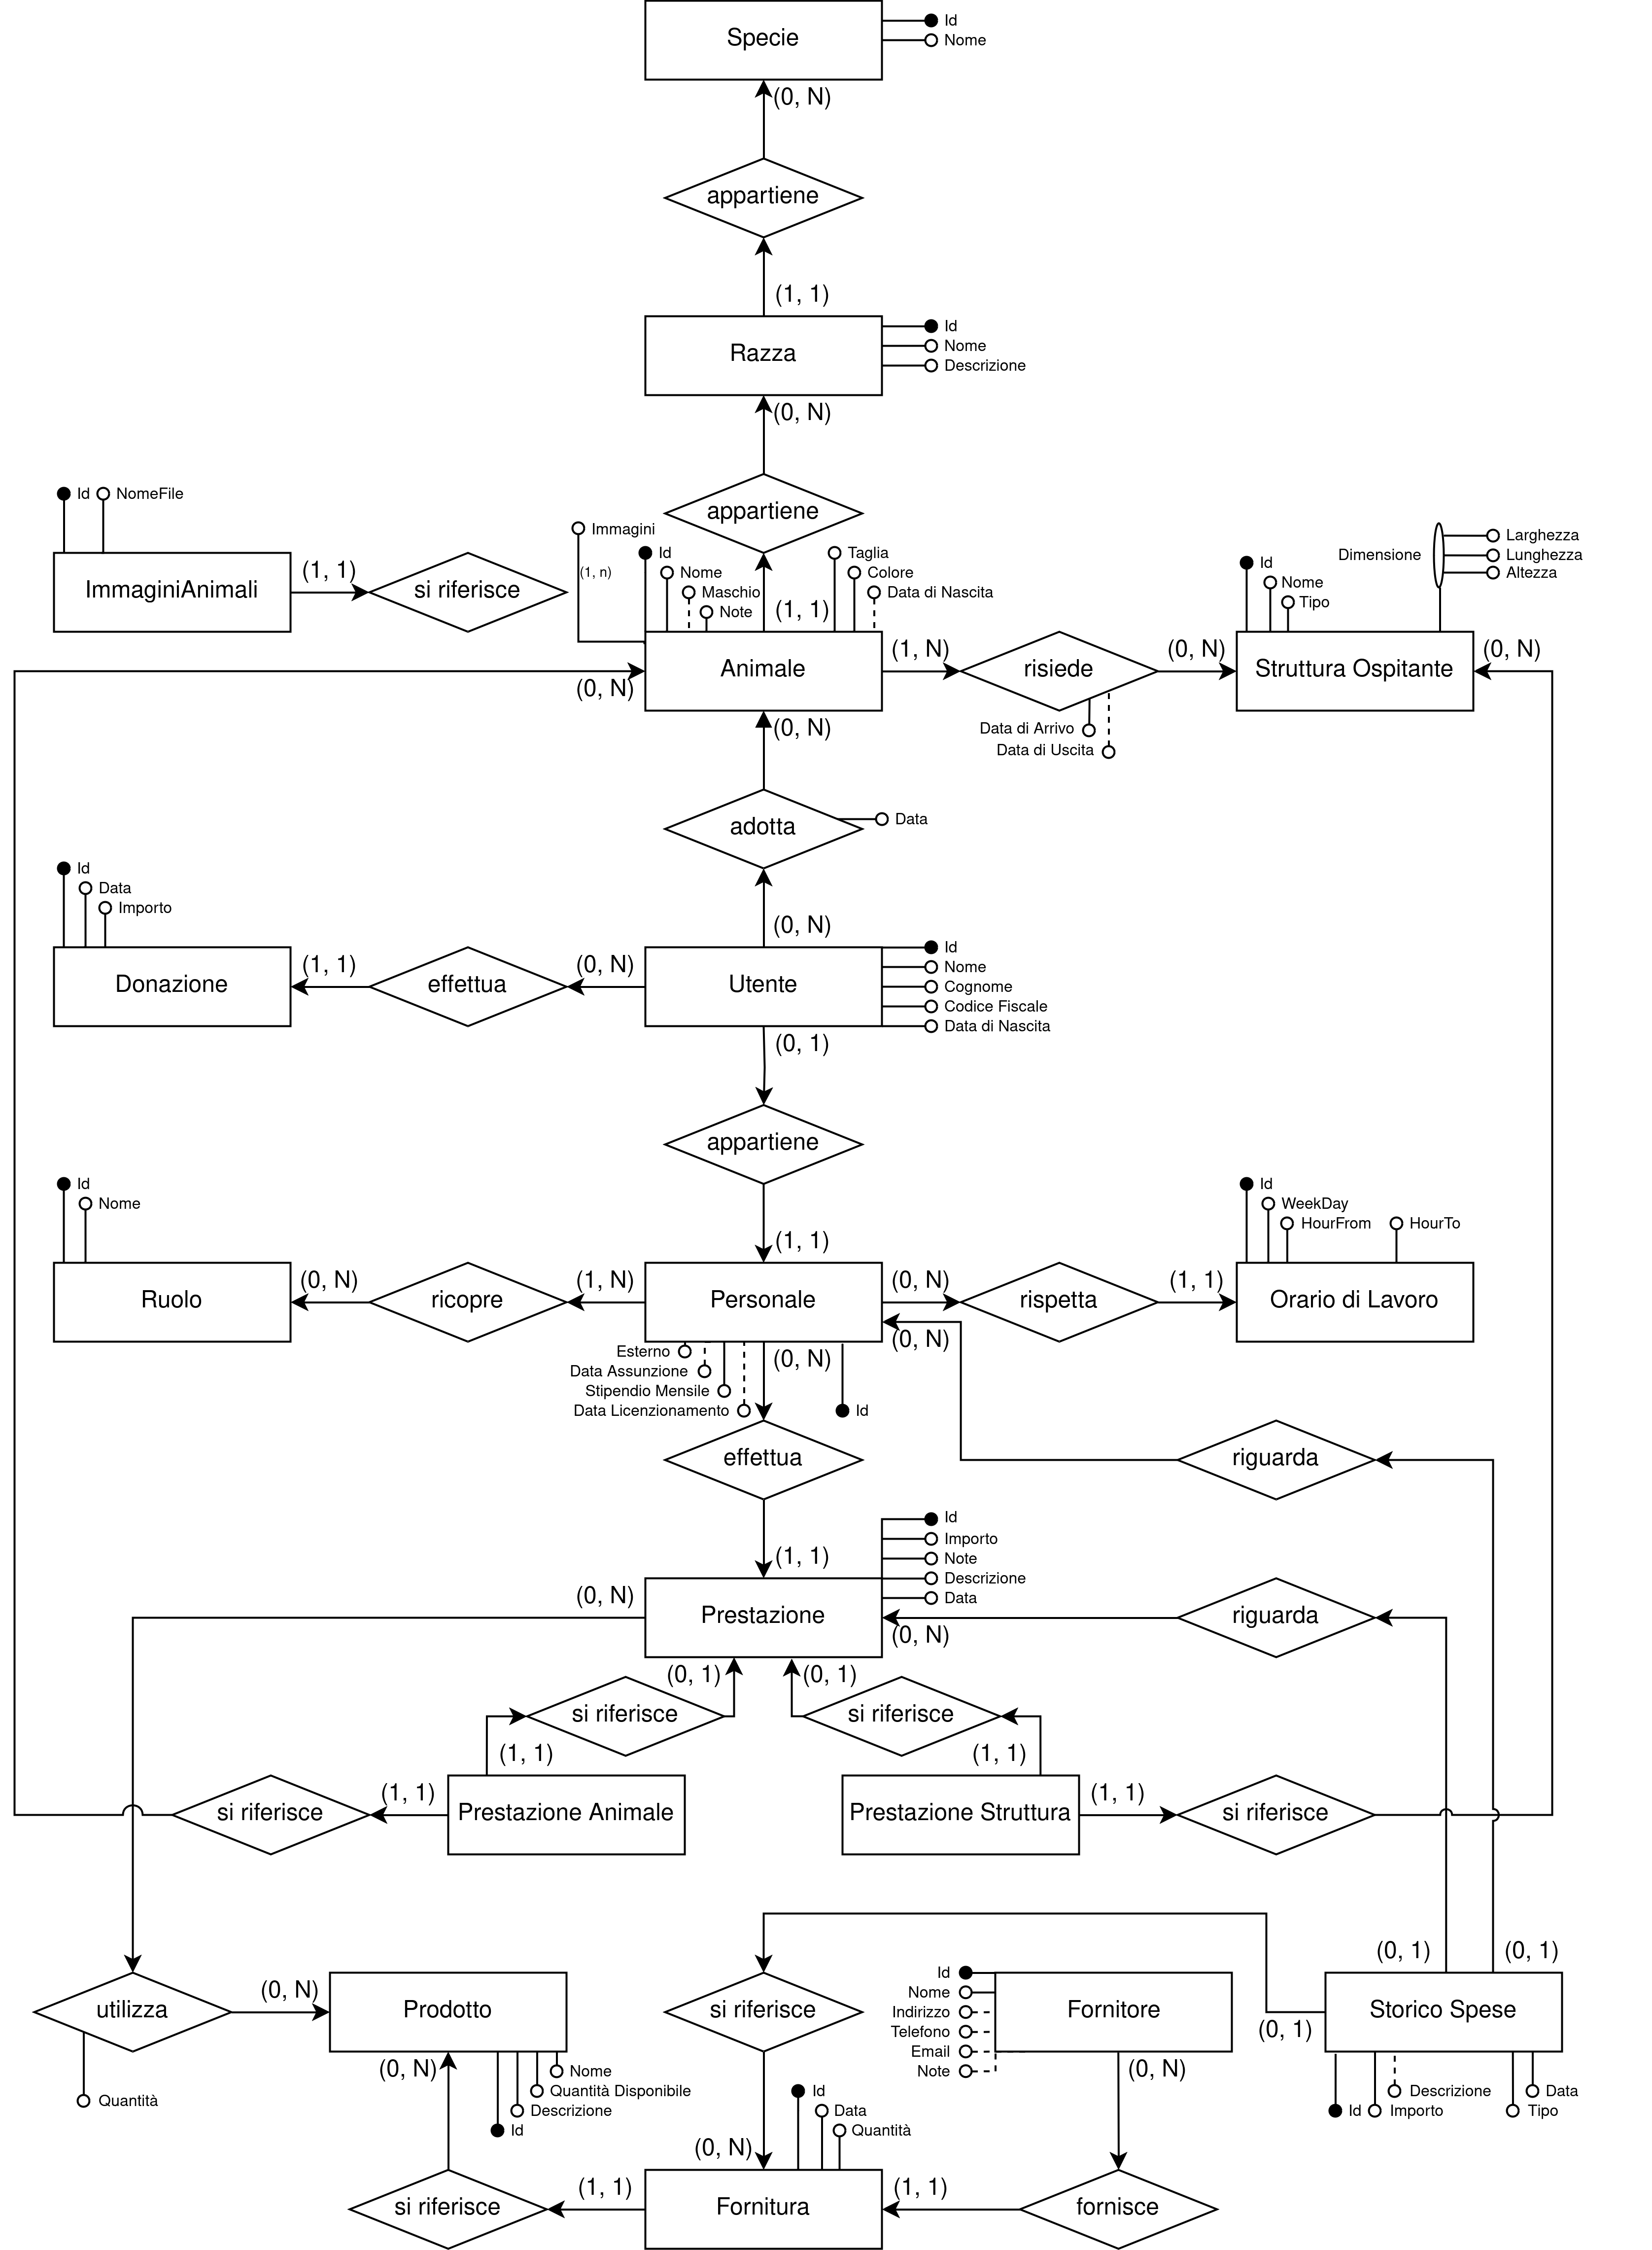 Specie
Id
Nome
(0, N)
appartiene
(1, 1)
Razza
Id
Nome
Descrizione
(0, N)
appartiene
Id
NomeFile
ImmaginiAnimali
(1, 1)
si riferisce
Immagini
(1, n)
Id
Nome
Maschio
Note
(1, 1)
Taglia
Colore
Data di Nascita
Animale
(0, N)
(1, N)
risiede
Data di Arrivo
Data di Uscita
(0, N)
Id
Nome
Tipo
Dimensione
Larghezza
Lunghezza
Altezza
Struttura Ospitante
(0, N)
(0, N)
adotta
Data
(0, N)
Id
Data
Importo
Donazione
(1, 1)
effettua
(0, N)
Utente
Id
Nome
Cognome
Codice Fiscale
Data di Nascita
(0, 1)
appartiene
(1, 1)
Id
Nome
Ruolo
(0, N)
ricopre
(1, N)
Personale
(0, N)
rispetta
(1, 1)
Id
WeekDay
HourFrom
HourTo
Orario di Lavoro
(0, N)
Esterno
Data Assunzione
Stipendio Mensile
Data Licenzionamento
(0, N)
Id
effettua
riguarda
(1, 1)
Id
Importo
Note
Descrizione
Data
(0, N)
Prestazione
(0, N)
riguarda
(0, 1)
(0, 1)
si riferisce
si riferisce
(1, 1)
(1, 1)
si riferisce
(1, 1)
Prestazione Animale
Prestazione Struttura
(1, 1)
si riferisce
(0, 1)
(0, 1)
utilizza
Quantità
(0, N)
Prodotto
(0, N)
Nome
Quantità Disponibile
Descrizione
Id
si riferisce
Id
Nome
Indirizzo
Telefono
Email
Note
Fornitore
(0, N)
(0, 1)
Storico Spese
Id
Importo
Descrizione
Tipo
Data
Id
Data
Quantità
(0, N)
si riferisce
(1, 1)
Fornitura
(1, 1)
fornisce